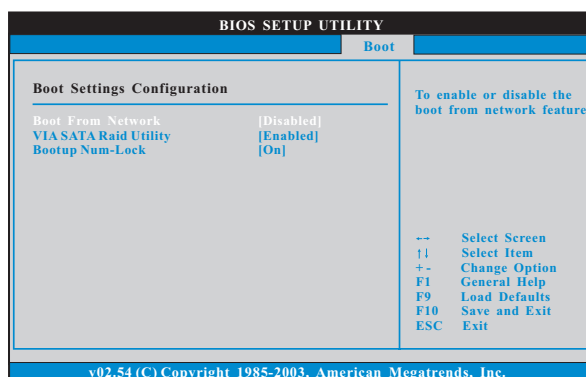 BIOS SETUP UTILITY
Boot
Boot Settings Configuration
Boot From Network [Disabled]
VIA SATA Raid Utility [Enabled]
Bootup Num-Lock [On]
To enable or disable the
boot from network feature
←→ Select Screen
↑↓ Select Item
+- Change Option
F1 General Help
F9 Load Defaults
F10 Save and Exit
ESC Exit
v02.54 (C) Copyright 1985-2003, American Megatrends, Inc.